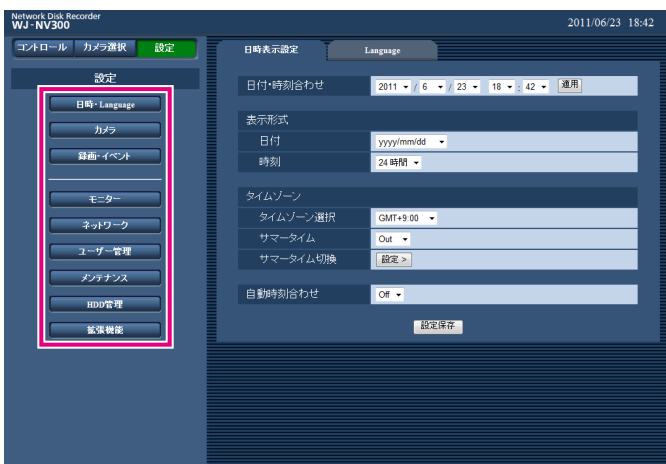 Network Disk Recorder
WJ-NV300
2011/06/23 18:42
コントロール カメラ選択 設定
設定
日時・Language
カメラ
録画・イベント
モニター
ネットワーク
ユーザー管理
メンテナンス
HDD管理
拡張機能
日時表示設定 Language
日付・時刻合わせ 2011 / 6 / 23 18 : 42 適用
表示形式
日付 yyyy/mm/dd
時刻 24時間
タイムゾーン
タイムゾーン選択 GMT+9:00
サマータイム Out
サマータイム切換 設定 >
自動時刻合わせ Off
設定保存